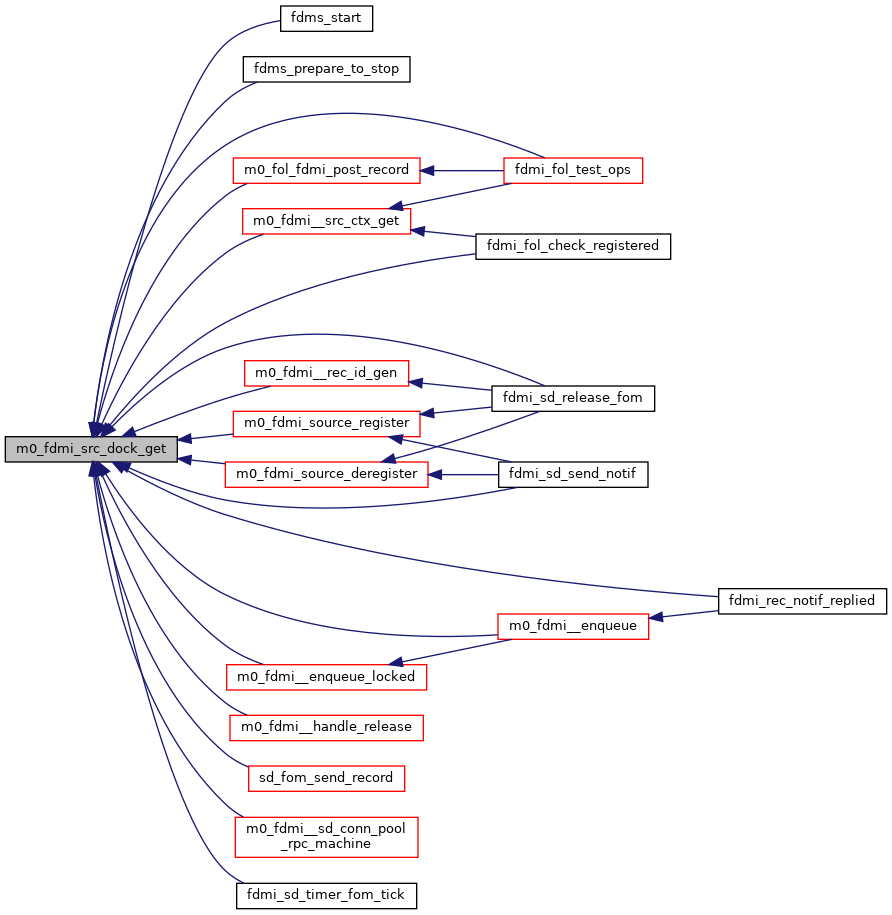 fdms_start
fdms_prepare_to_stop
m0_fol_fdmi_post_record
fdmi_fol_test_ops
m0_fdmi__src_ctx_get
fdmi_fol_check_registered
m0_fdmi__rec_id_gen
fdmi_sd_release_fom
m0_fdmi_source_register
m0_fdmi_src_dock_get
m0_fdmi_source_deregister
fdmi_sd_send_notif
fdmi_rec_notif_replied
m0_fdmi__enqueue
m0_fdmi__enqueue_locked
m0_fdmi__handle_release
sd_fom_send_record
m0_fdmi__sd_conn_pool
_rpc_machine
fdmi_sd_timer_fom_tick